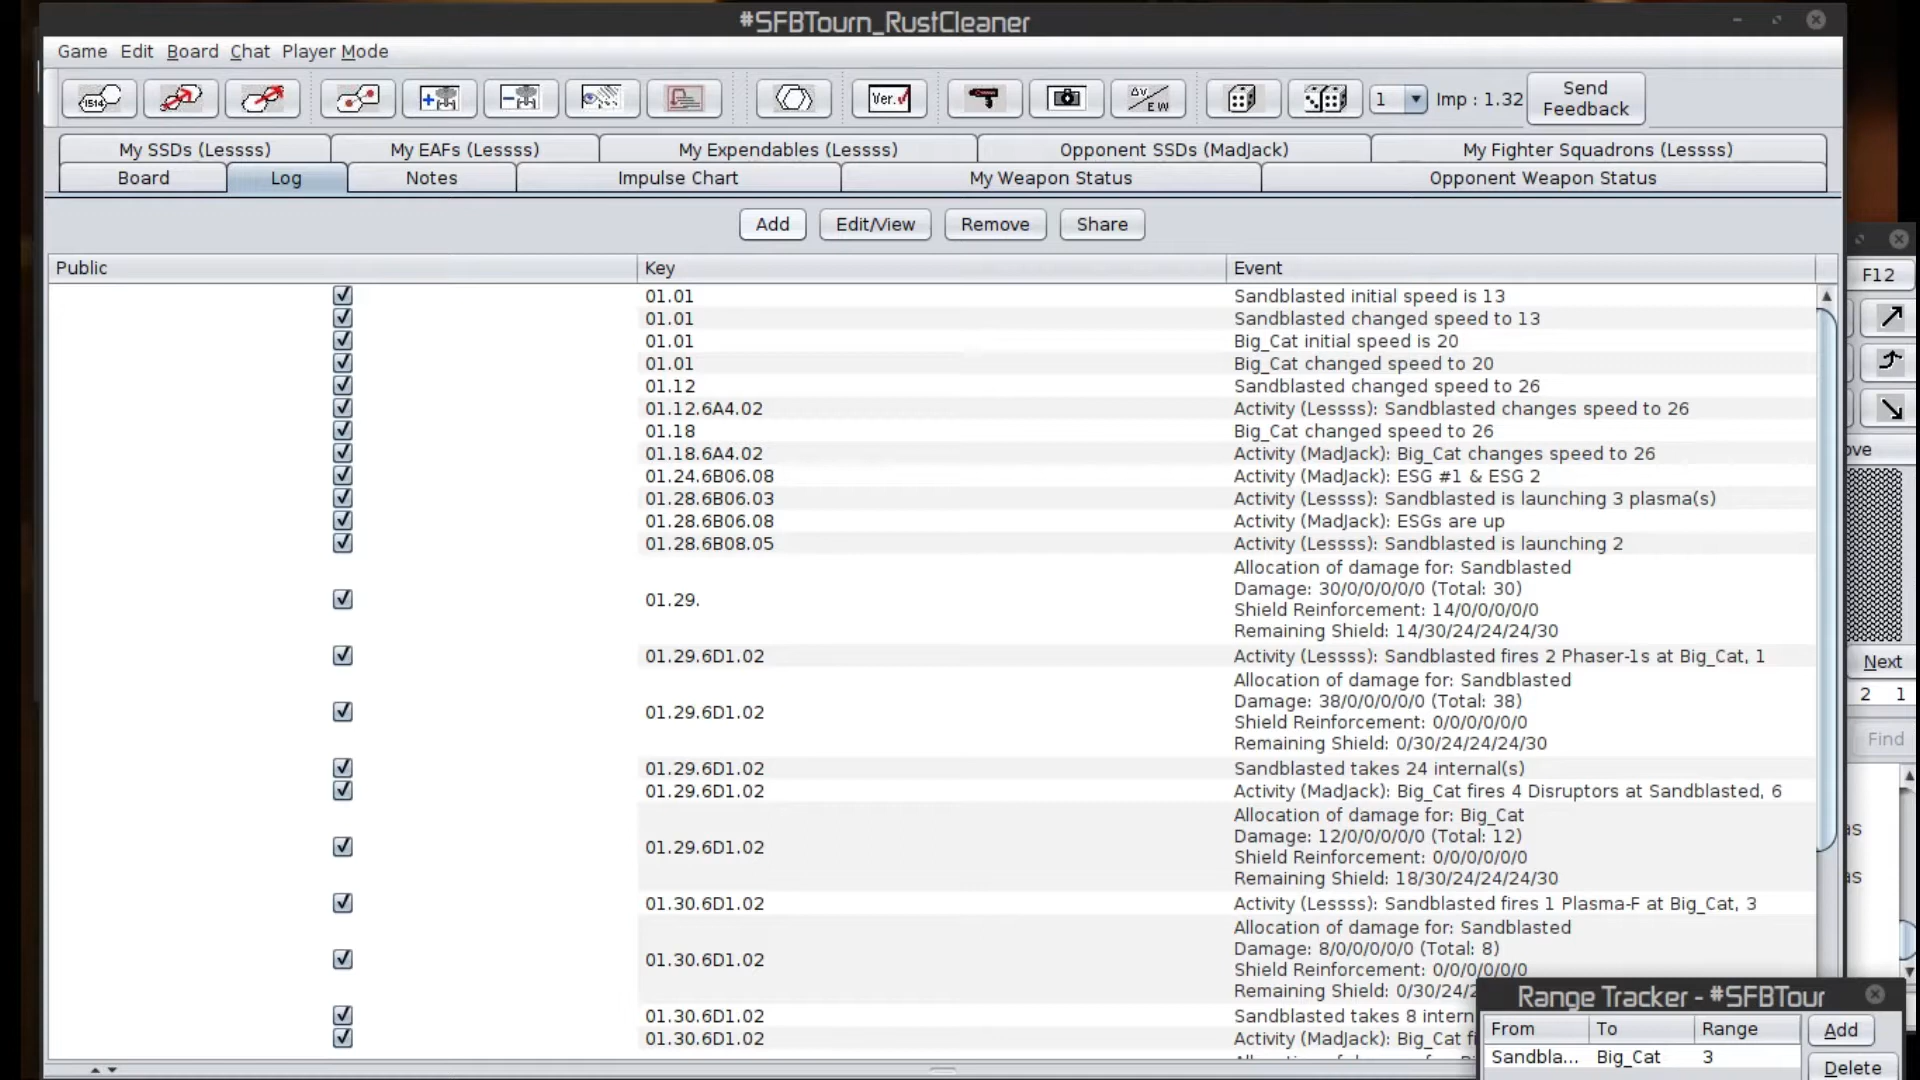 #SFBTourn_RustCleaner
Game Edit Board Chat Player Mode
1514 Ver. ΔV EW 1 Imp : 1.32 Send Feedback
My SSDs (Lessss) My EAFs (Lessss) My Expendables (Lessss) Opponent SSDs (MadJack) My Fighter Squadrons (Lessss)
Board Log Notes Impulse Chart My Weapon Status Opponent Weapon Status
Add Edit/View Remove Share
Public Key Event
F12
01.01 Sandblasted initial speed is 13
01.01 Sandblasted changed speed to 13
01.01 Big_Cat initial speed is 20
01.01 Big_Cat changed speed to 20
01.12 Sandblasted changed speed to 26
01.12.6A4.02 Activity (Lessss): Sandblasted changes speed to 26
01.18 Big_Cat changed speed to 26
01.18.6A4.02 Activity (MadJack): Big_Cat changes speed to 26
01.24.6B06.08 Activity (MadJack): ESG #1 & ESG 2
01.28.6B06.03 Activity (Lessss): Sandblasted is launching 3 plasma(s)
01.28.6B06.08 Activity (MadJack): ESGs are up
01.28.6B08.05 Activity (Lessss): Sandblasted is launching 2
01.29. Allocation of damage for: Sandblasted
Damage: 30/0/0/0/0/0 (Total: 30)
Shield Reinforcement: 14/0/0/0/0/0
Remaining Shield: 14/30/24/24/24/30
01.29.6D1.02 Activity (Lessss): Sandblasted fires 2 Phaser-1s at Big_Cat, 1
Next
01.29.6D1.02 Allocation of damage for: Sandblasted
Damage: 38/0/0/0/0/0 (Total: 38)
Shield Reinforcement: 0/0/0/0/0/0
Remaining Shield: 0/30/24/24/24/30
2 1
Find
01.29.6D1.02 Sandblasted takes 24 internal(s)
01.29.6D1.02 Activity (MadJack): Big_Cat fires 4 Disruptors at Sandblasted, 6
01.29.6D1.02 Allocation of damage for: Big_Cat
Damage: 12/0/0/0/0/0 (Total: 12)
Shield Reinforcement: 0/0/0/0/0/0
Remaining Shield: 18/30/24/24/24/30
01.30.6D1.02 Activity (Lessss): Sandblasted fires 1 Plasma-F at Big_Cat, 3
01.30.6D1.02 Allocation of damage for: Sandblasted
Damage: 8/0/0/0/0/0 (Total: 8)
Shield Reinforcement: 0/0/0/0/0/0
Remaining Shield: 0/30/24/2
01.30.6D1.02 Sandblasted takes 8 intern
01.30.6D1.02 Activity (MadJack): Big_Cat fi
Range Tracker - #SFBTour
From To Range Add
Sandbla... Big_Cat 3 Delete